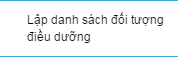 Lập danh sách đối tượng
điều dưỡng